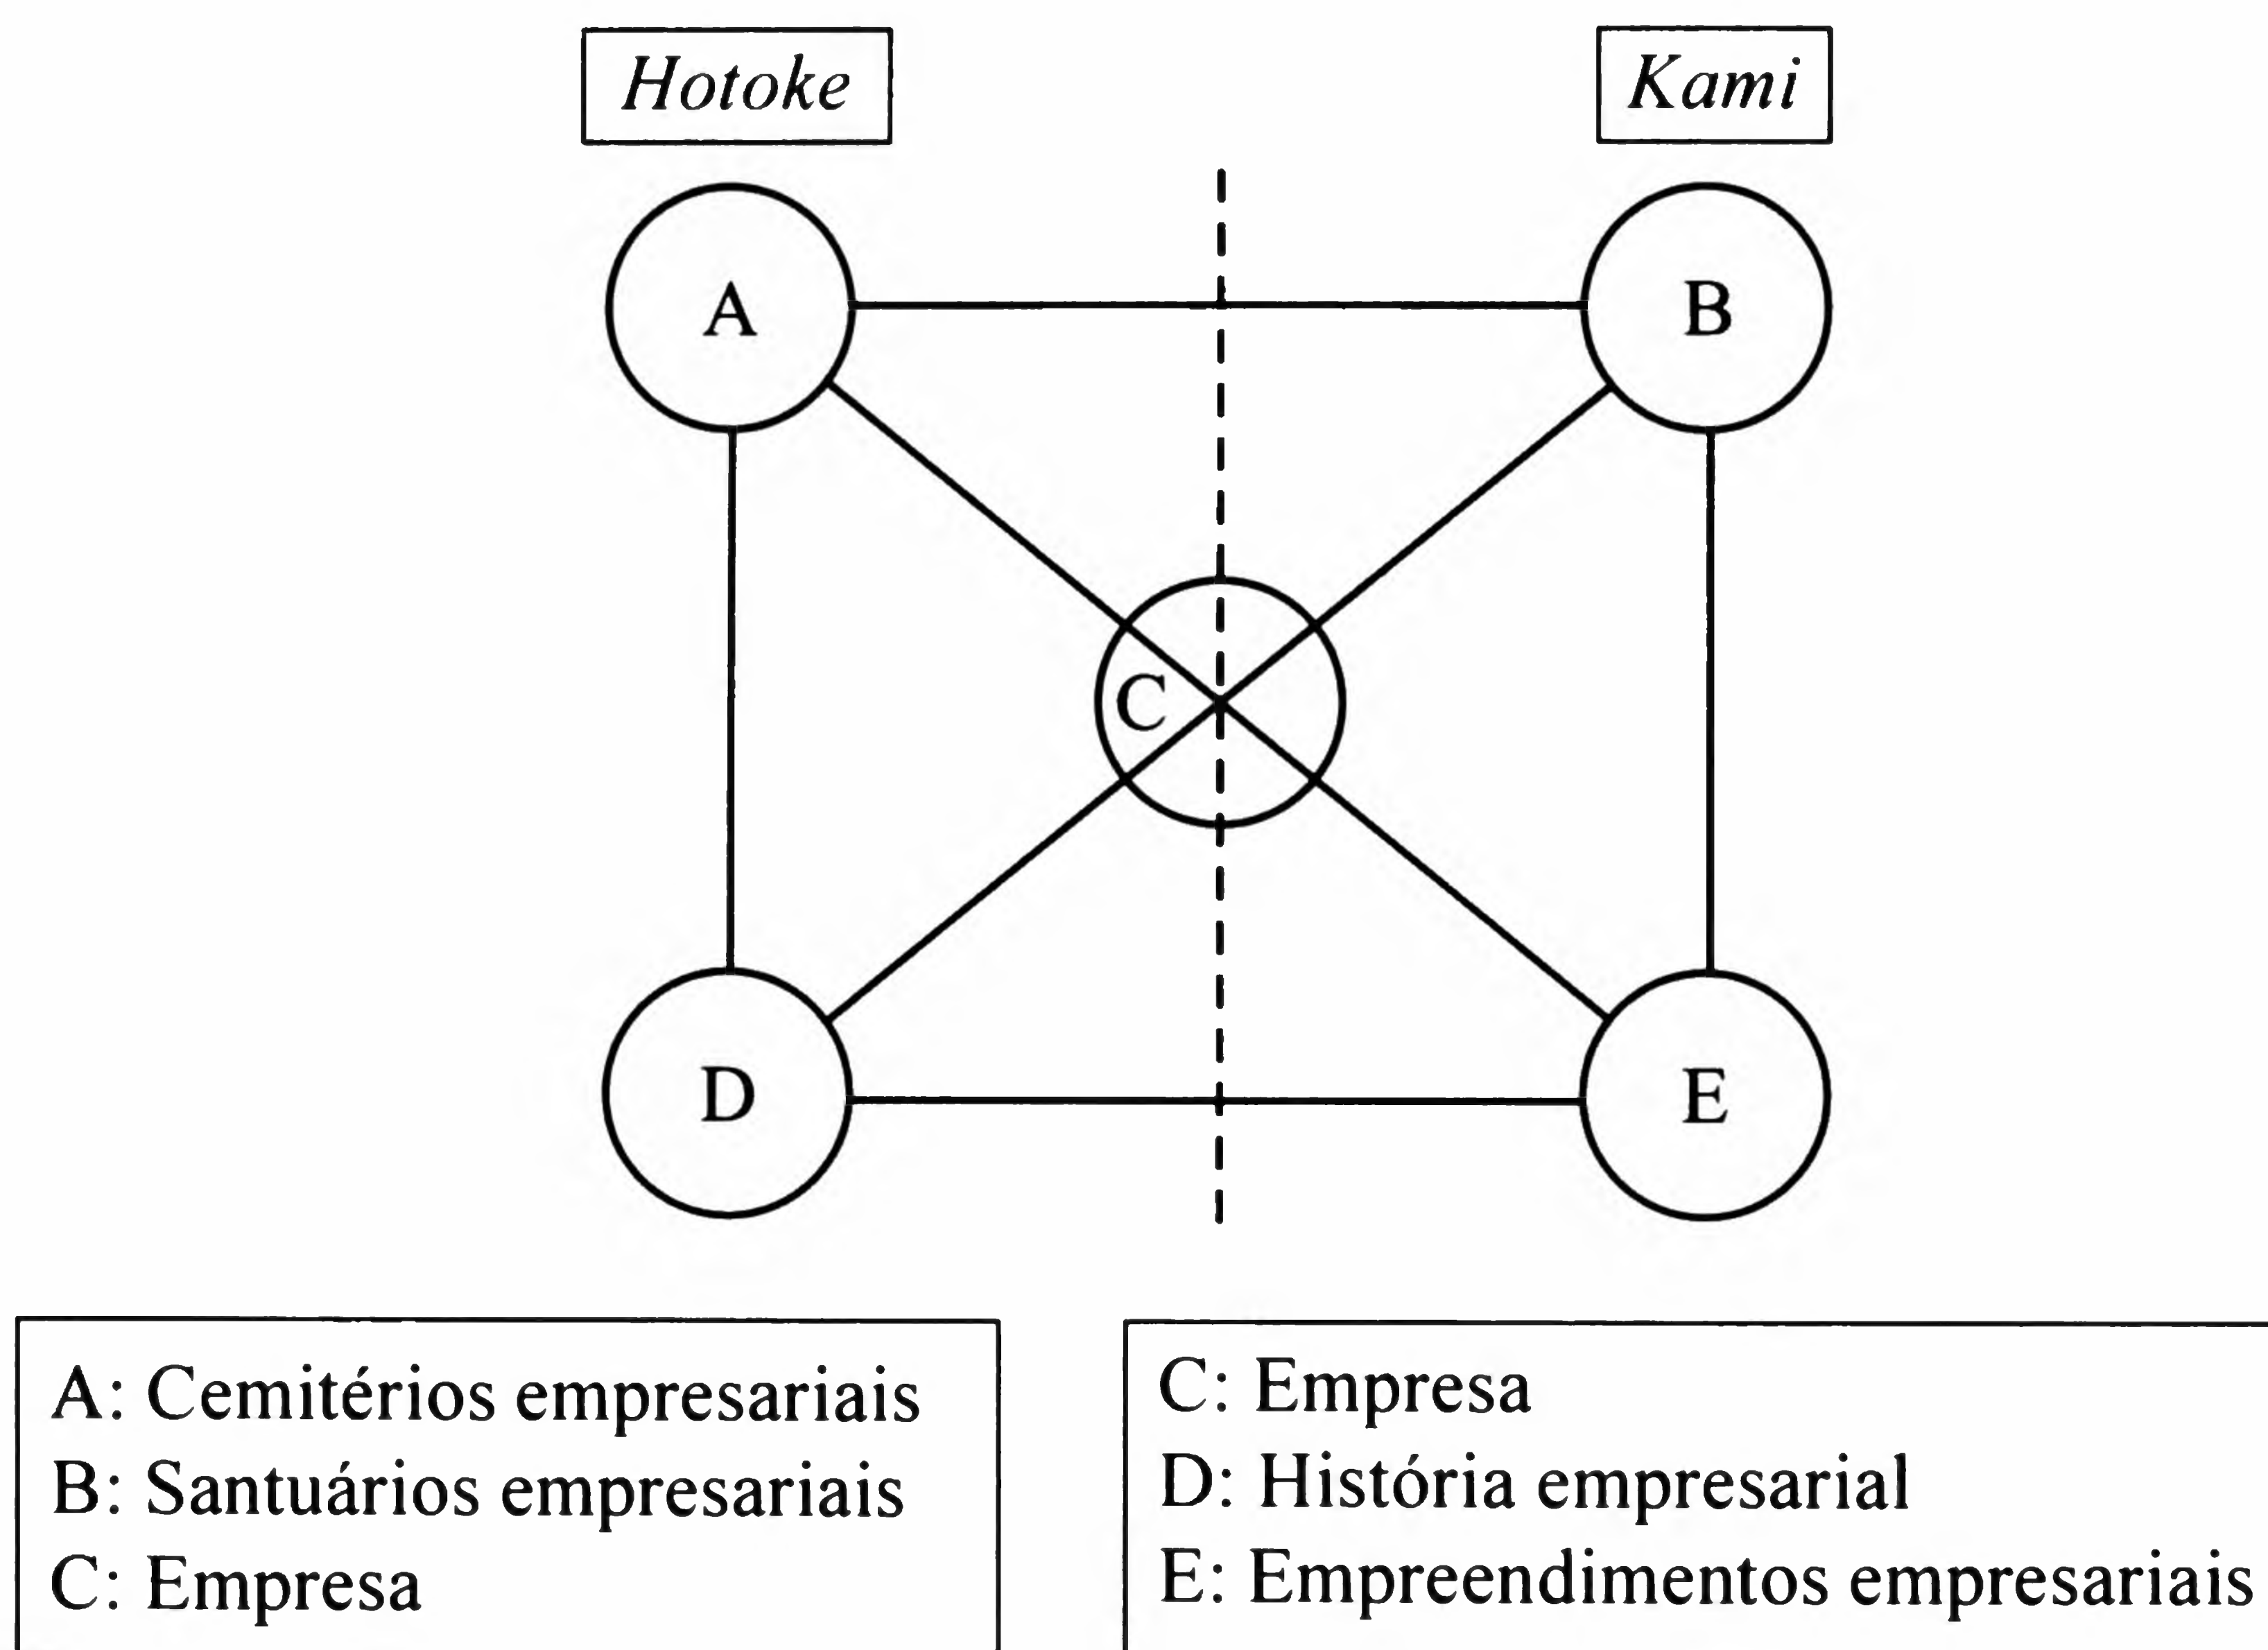 Hotoke
Kami
A
B
C
D
E
A: Cemitérios empresariais
B: Santuários empresariais
C: Empresa
C: Empresa
D: História empresarial
E: Empreendimentos empresariais